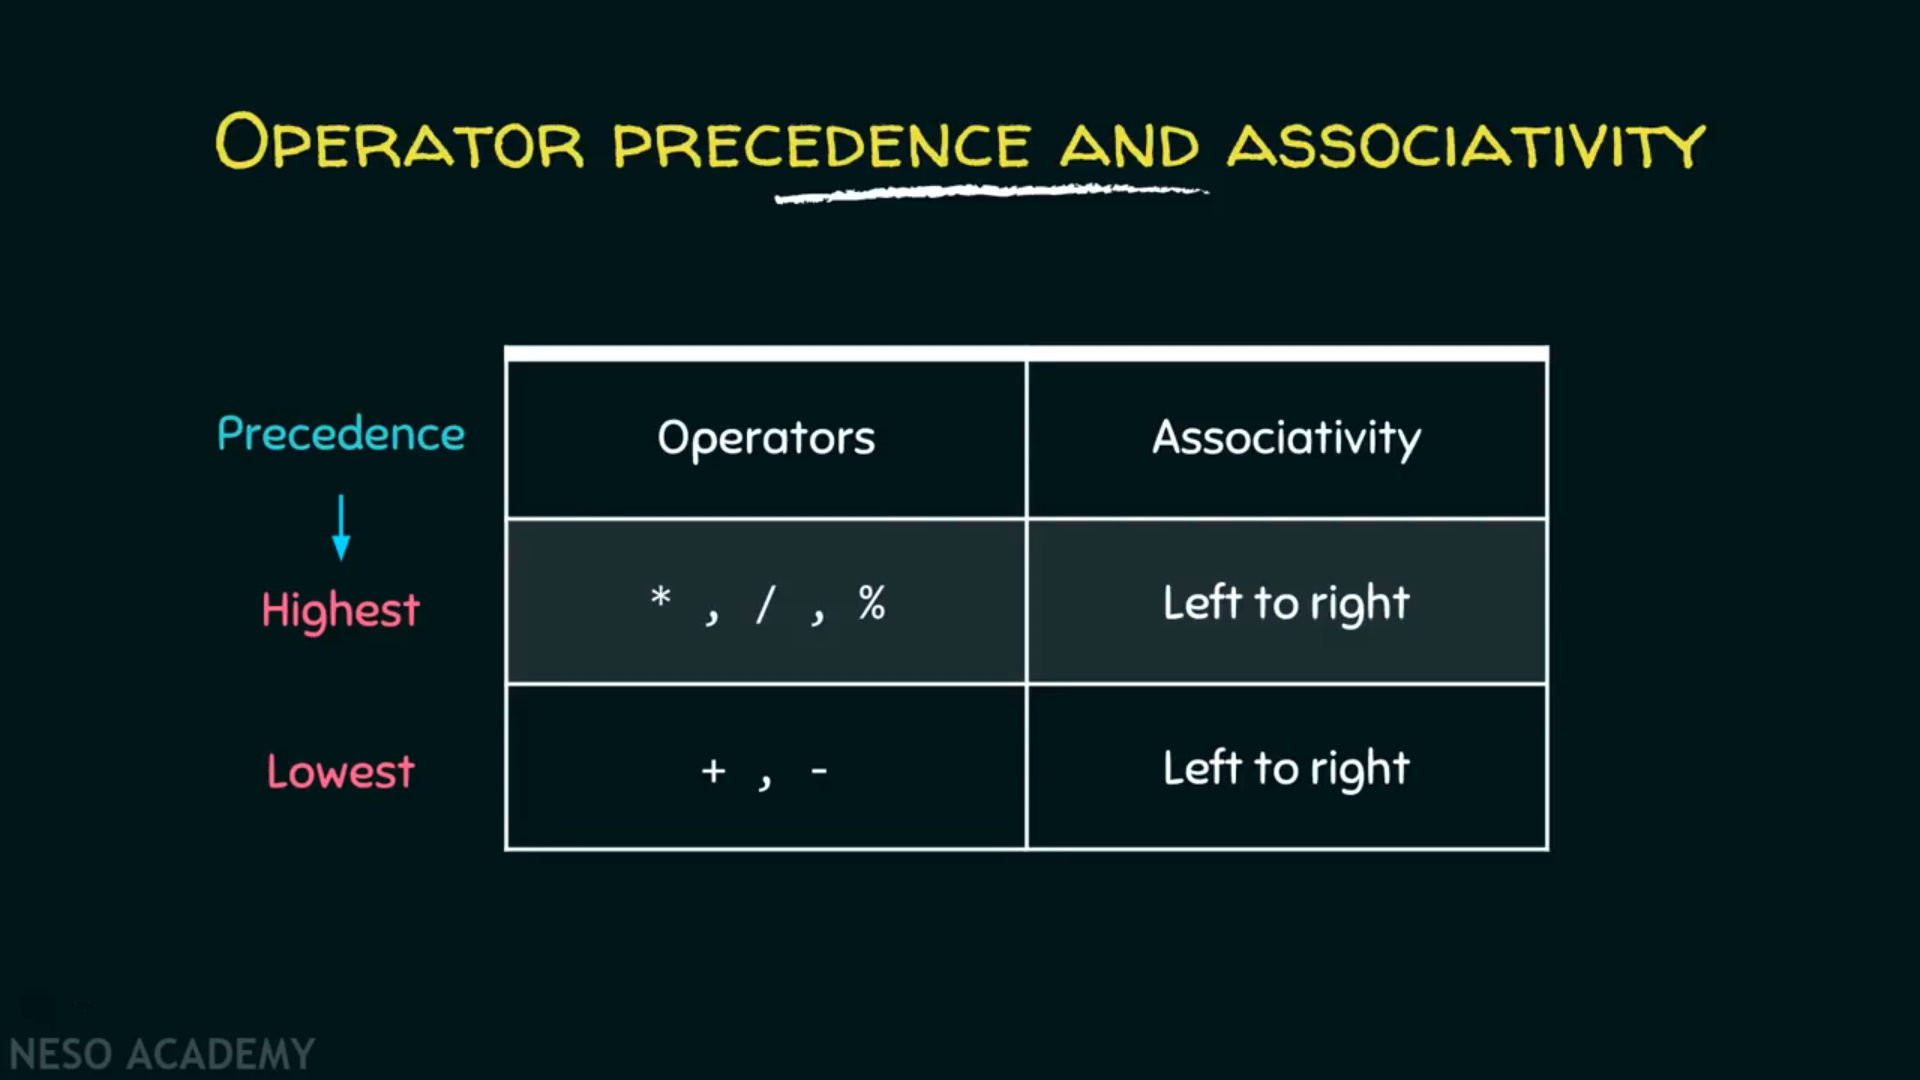 OPERATOR PRECEDENCE AND ASSOCIATIVITY
Precedence Operators Associativity
Highest * , / , % Left to right
Lowest + , - Left to right
NESO ACADEMY